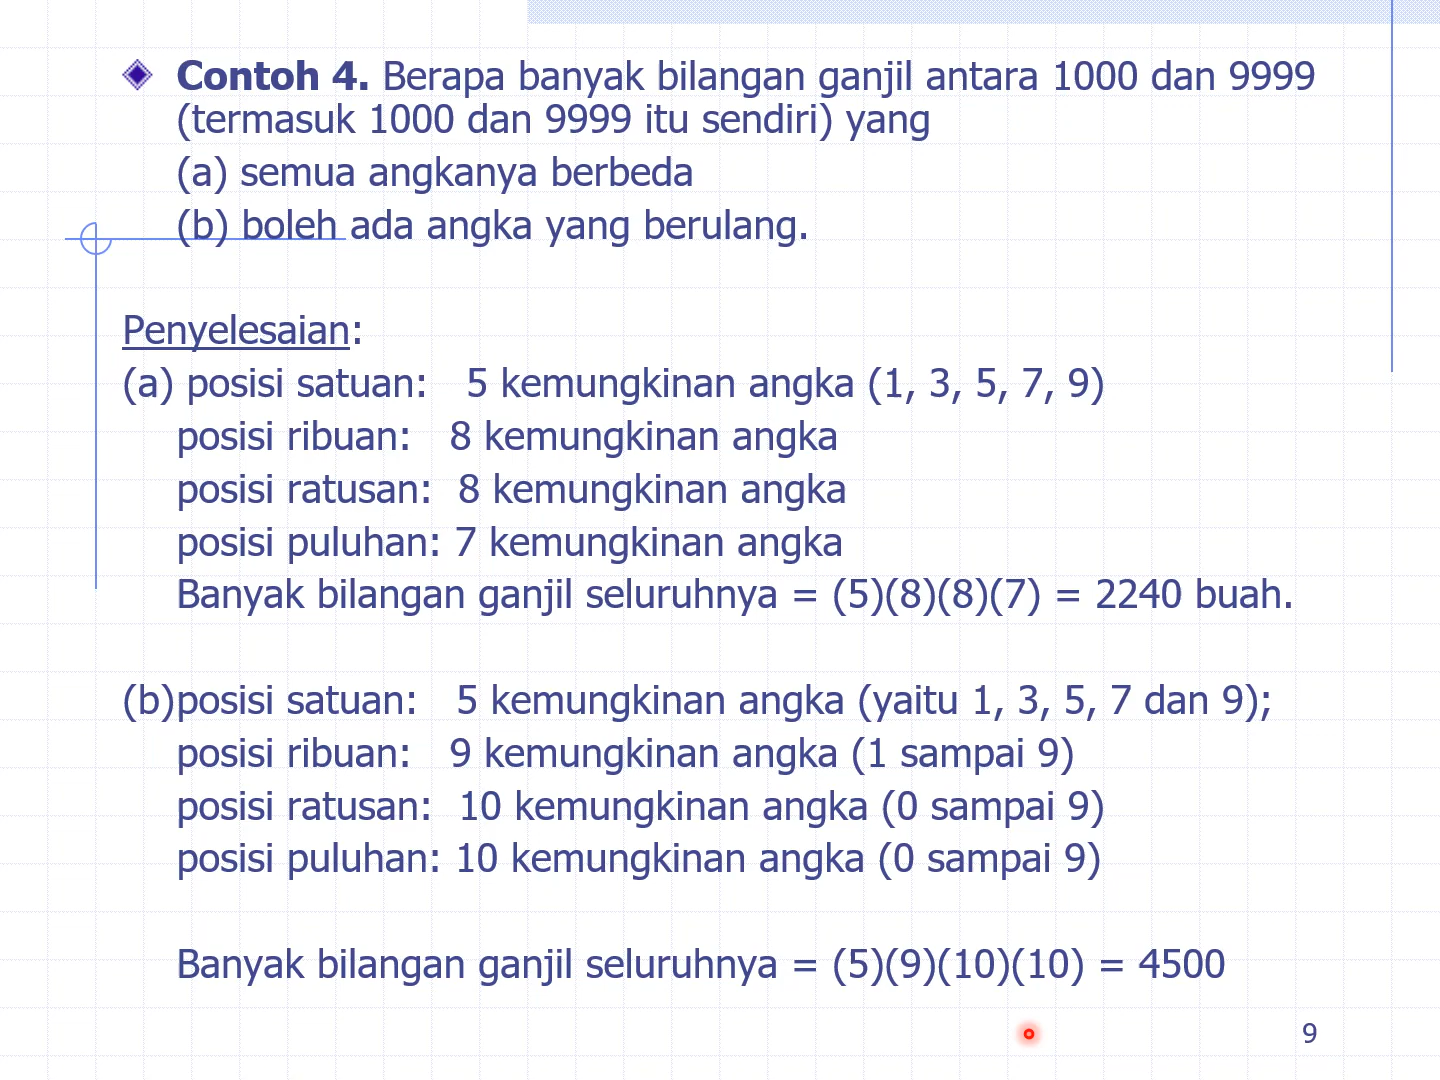 Contoh 4. Berapa banyak bilangan ganjil antara 1000 dan 9999
(termasuk 1000 dan 9999 itu sendiri) yang
(a) semua angkanya berbeda
(b) boleh ada angka yang berulang.
Penyelesaian:
(a) posisi satuan: 5 kemungkinan angka (1, 3, 5, 7, 9)
posisi ribuan: 8 kemungkinan angka
posisi ratusan: 8 kemungkinan angka
posisi puluhan: 7 kemungkinan angka
Banyak bilangan ganjil seluruhnya = (5)(8)(8)(7) = 2240 buah.
(b)posisi satuan: 5 kemungkinan angka (yaitu 1, 3, 5, 7 dan 9);
posisi ribuan: 9 kemungkinan angka (1 sampai 9)
posisi ratusan: 10 kemungkinan angka (0 sampai 9)
posisi puluhan: 10 kemungkinan angka (0 sampai 9)
Banyak bilangan ganjil seluruhnya = (5)(9)(10)(10) = 4500
9